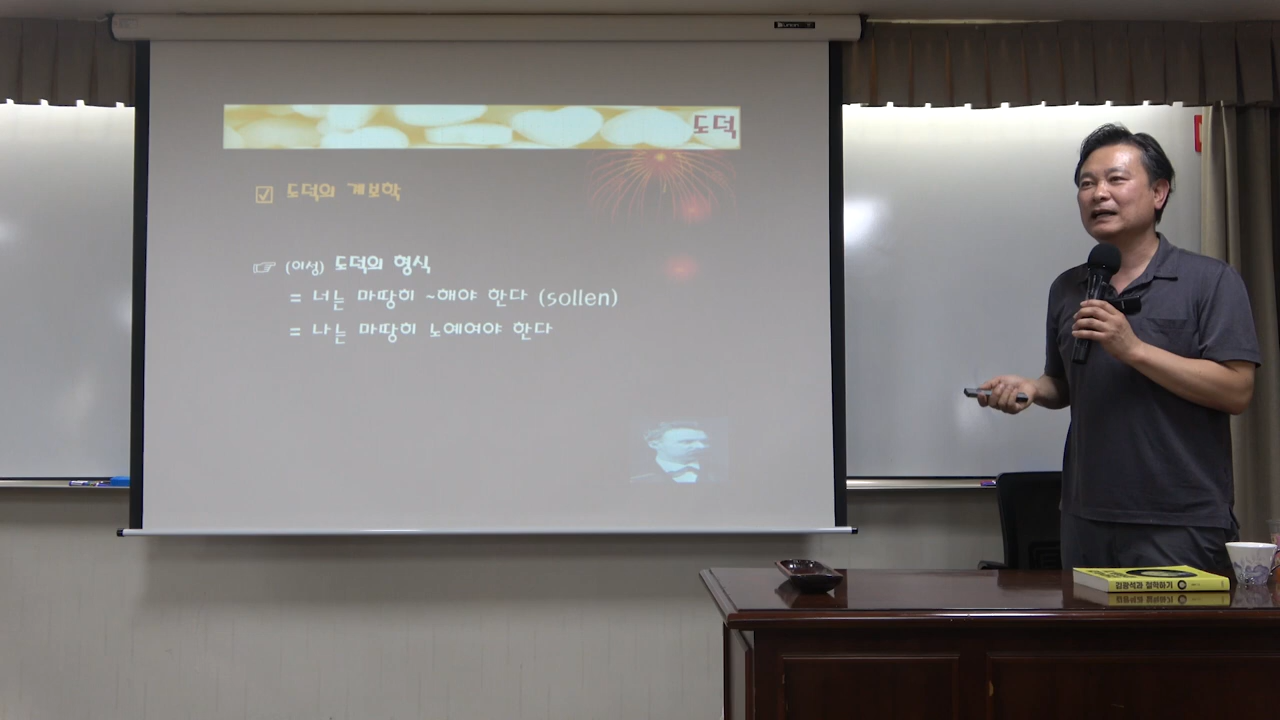 도덕
☑ 도덕의 계보학
☞ (이성) 도덕의 형식
= 너는 마땅히 ~해야 한다 (sollen)
= 나는 마땅히 노예여야 한다
김광석과 철학하기